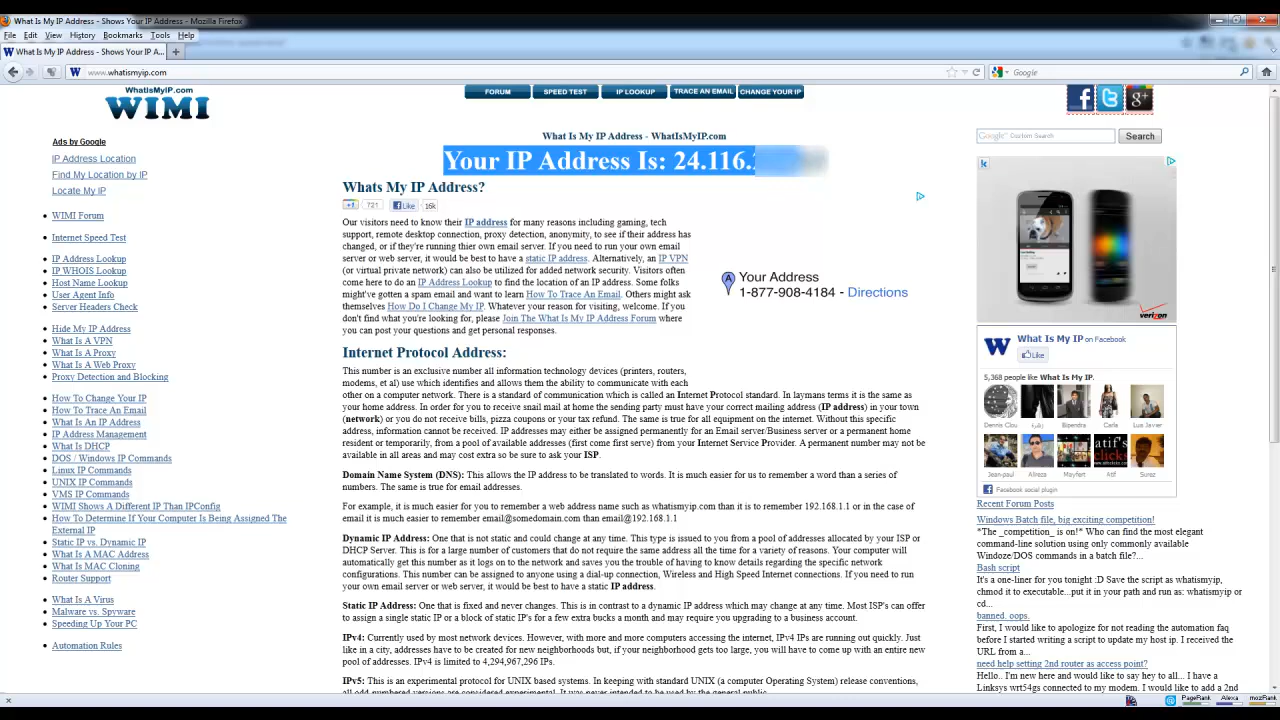 What Is My IP Address - Shows Your IP Address - Mozilla Firefox
File Edit View History Bookmarks Tools Help
What Is My IP Address - Shows Your IP A...
www.whatismyip.com
Google
WhatIsMyIP.com
WIMI
FORUM
SPEED TEST
IP LOOKUP
TRACE AN EMAIL
CHANGE YOUR IP
Ads by Google
IP Address Location
Find My Location by IP
Locate My IP
WIMI Forum
Internet Speed Test
IP Address Lookup
IP WHOIS Lookup
Host Name Lookup
User Agent Info
Server Headers Check
Hide My IP Address
What Is A VPN
What Is A Proxy
What Is A Web Proxy
Proxy Detection and Blocking
How To Change Your IP
How To Trace An Email
What Is An IP Address
IP Address Management
What Is DHCP
DOS / Windows IP Commands
Linux IP Commands
UNIX IP Commands
VMS IP Commands
WIMI Shows A Different IP Than IPConfig
How To Determine If Your Computer Is Being Assigned The
External IP
Static IP vs. Dynamic IP
What Is A MAC Address
What Is MAC Cloning
Router Support
What Is A Virus
Malware vs. Spyware
Speeding Up Your PC
Automation Rules
What Is My IP Address - WhatIsMyIP.com
Your IP Address Is: 24.116.
Whats My IP Address?
+1 721 Like 16k
Our visitors need to know their IP address for many reasons including gaming, tech
support, remote desktop connection, proxy detection, anonymity, to see if their address has
changed, or if they're running thier own email server. If you need to run your own email
server or web server, it would be best to have a static IP address. Alternatively, an IP VPN
(or virtual private network) can also be utilized for added network security. Visitors often
come here to do an IP Address Lookup to find the location of an IP address. Some folks
might've gotten a spam email and want to learn How To Trace An Email. Others might ask
themselves How Do I Change My IP. Whatever your reason for visiting, welcome. If you
don't find what you're looking for, please Join The What Is My IP Address Forum where
you can post your questions and get personal responses.
A Your Address
1-877-908-4184 - Directions
Internet Protocol Address:
This number is an exclusive number all information technology devices (printers, routers,
modems, et al) use which identifies and allows them the ability to communicate with each
other on a computer network. There is a standard of communication which is called an Internet Protocol standard. In laymans terms it is the same as
your home address. In order for you to receive snail mail at home the sending party must have your correct mailing address (IP address) in your town
(network) or you do not receive bills, pizza coupons or your tax refund. The same is true for all equipment on the internet. Without this specific
address, information cannot be received. IP addresses may either be assigned permanently for an Email server/Business server or a permanent home
resident or temporarily, from a pool of available addresses (first come first serve) from your Internet Service Provider. A permanent number may not be
available in all areas and may cost extra so be sure to ask your ISP.
Domain Name System (DNS): This allows the IP address to be translated to words. It is much easier for us to remember a word than a series of
numbers. The same is true for email addresses.
For example, it is much easier for you to remember a web address name such as whatismyip.com than it is to remember 192.168.1.1 or in the case of
email it is much easier to remember email@somedomain.com than email@192.168.1.1
Dynamic IP Address: One that is not static and could change at any time. This type is issued to you from a pool of addresses allocated by your ISP or
DHCP Server. This is for a large number of customers that do not require the same address all the time for a variety of reasons. Your computer will
automatically get this number as it logs on to the network and saves you the trouble of having to know details regarding the specific network
configurations. This number can be assigned to anyone using a dial-up connection, Wireless and High Speed Internet connections. If you need to run
your own email server or web server, it would be best to have a static IP address.
Static IP Address: One that is fixed and never changes. This is in contrast to a dynamic IP address which may change at any time. Most ISP's can offer
to assign a single static IP or a block of static IP's for a few extra bucks a month and may require you upgrading to a business account.
IPv4: Currently used by most network devices. However, with more and more computers accessing the internet, IPv4 IPs are running out quickly. Just
like in a city, addresses have to be created for new neighborhoods but, if your neighborhood gets too large, you will have to come up with an entire new
pool of addresses. IPv4 is limited to 4,294,967,296 IPs.
IPv5: This is an experimental protocol for UNIX based systems. In keeping with standard UNIX (a computer Operating System) release conventions,
all odd-numbered versions are considered experimental. It was never intended to be used by the general public.
Google Custom Search
Search
verizon
What Is My IP on Facebook
Like
5,368 people like What Is My IP.
Dennis Clou
Bipendra
Carla
Lua Javier
Jean-paul
Alireza
Mayfert
Atif
Suraz
Facebook social plugin
Recent Forum Posts
Windows Batch file, big exciting competition!
*The _competition_ is on!* Who can find the most elegant
command-line solution using only commonly available
Windoze/DOS commands in a batch file?...
Bash script
It's a one-liner for you tonight :D Save the script as whatismyip,
chmod it to executable...put it in your path and run as: whatismyip or
cd...
banned. oops.
First, I would like to apologize for not reading the automation faq
before I started writing a script to update my host ip. I received the
URL from a...
need help setting 2nd router as access point?
Hello.. I'm new here and would like to say hey to all... I have a
Linksys wrt54gs connected to my modem. I would like to add a 2nd
PageRank
Alexa
mozRank